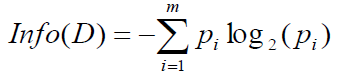 Info(D) = −∑_{i=1}^{m} p_i log_2(p_i)